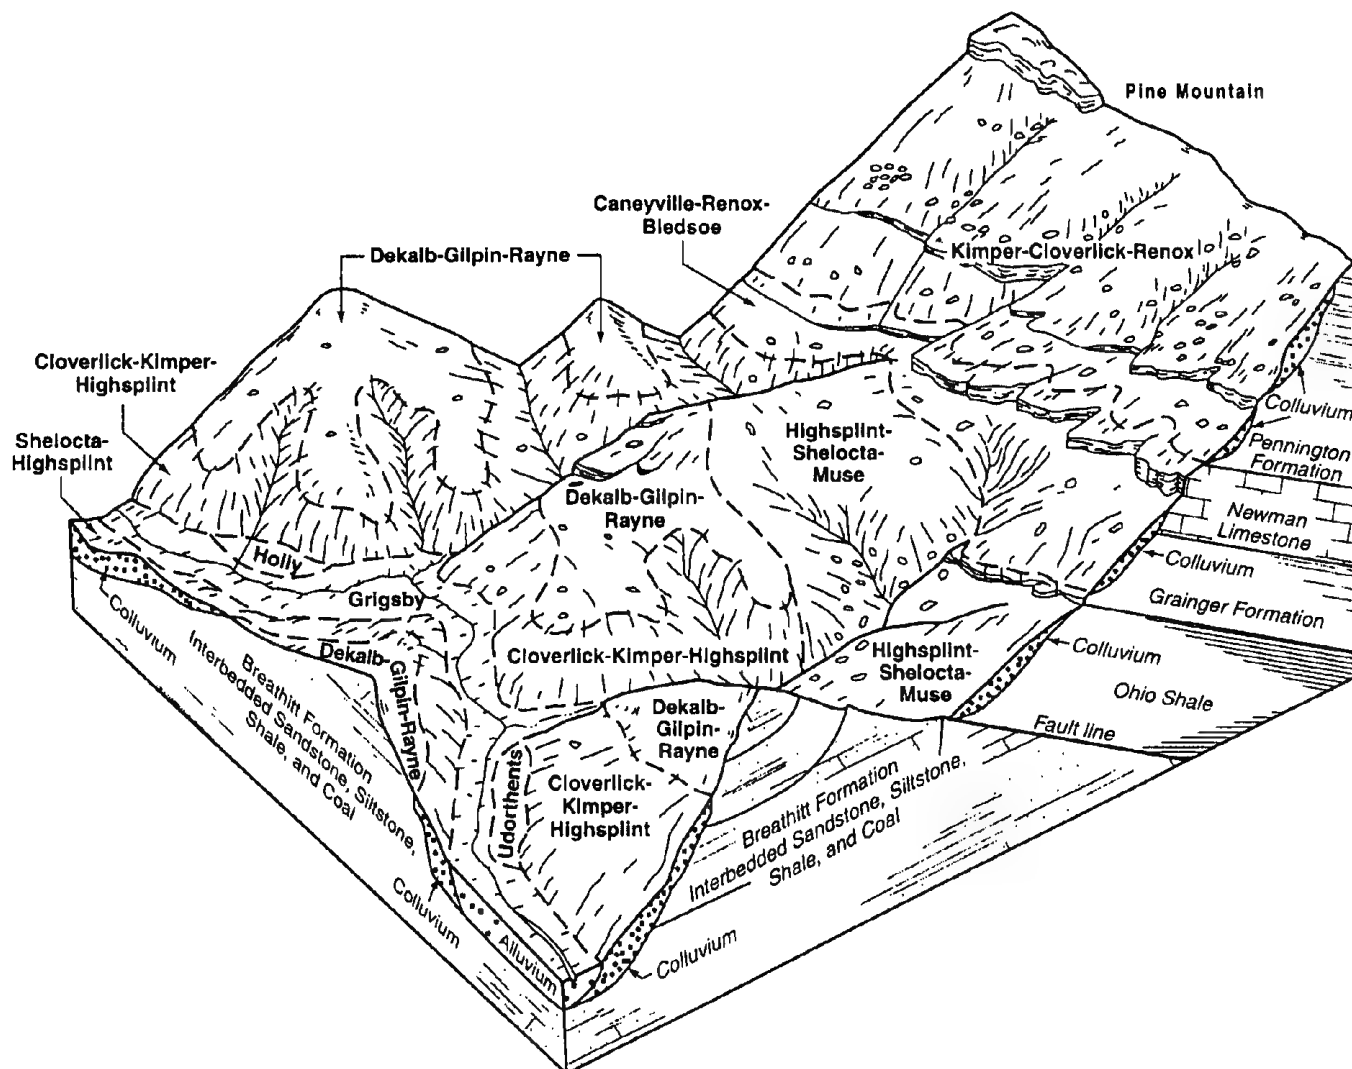 Pine Mountain
Caneyville-Renox-
Bledsoe
Dekalb-Gilpin-Rayne
Kimper-Cloverlick-Renox
Cloverlick-Kimper-
Highsplint
Shelocta-
Highsplint
Colluvium
Pennington
Formation
Highsplint-
Shelocta-
Muse
Dekalb-Gilpin-
Rayne
Newman
Limestone
Holly
Colluvium
Grigsby
Grainger Formation
Colluvium
Breathitt Formation
Interbedded Sandstone, Siltstone,
Shale, and Coal
Dekalb-Gilpin-Rayne
Cloverlick-Kimper-Highsplint
Highsplint-
Shelocta-
Muse
Colluvium
Ohio Shale
Dekalb-
Gilpin-
Rayne
Fault line
Udorthents
Cloverlick-
Kimper-
Highsplint
Breathitt Formation
Interbedded Sandstone, Siltstone,
Shale, and Coal
Colluvium
Alluvium
Colluvium